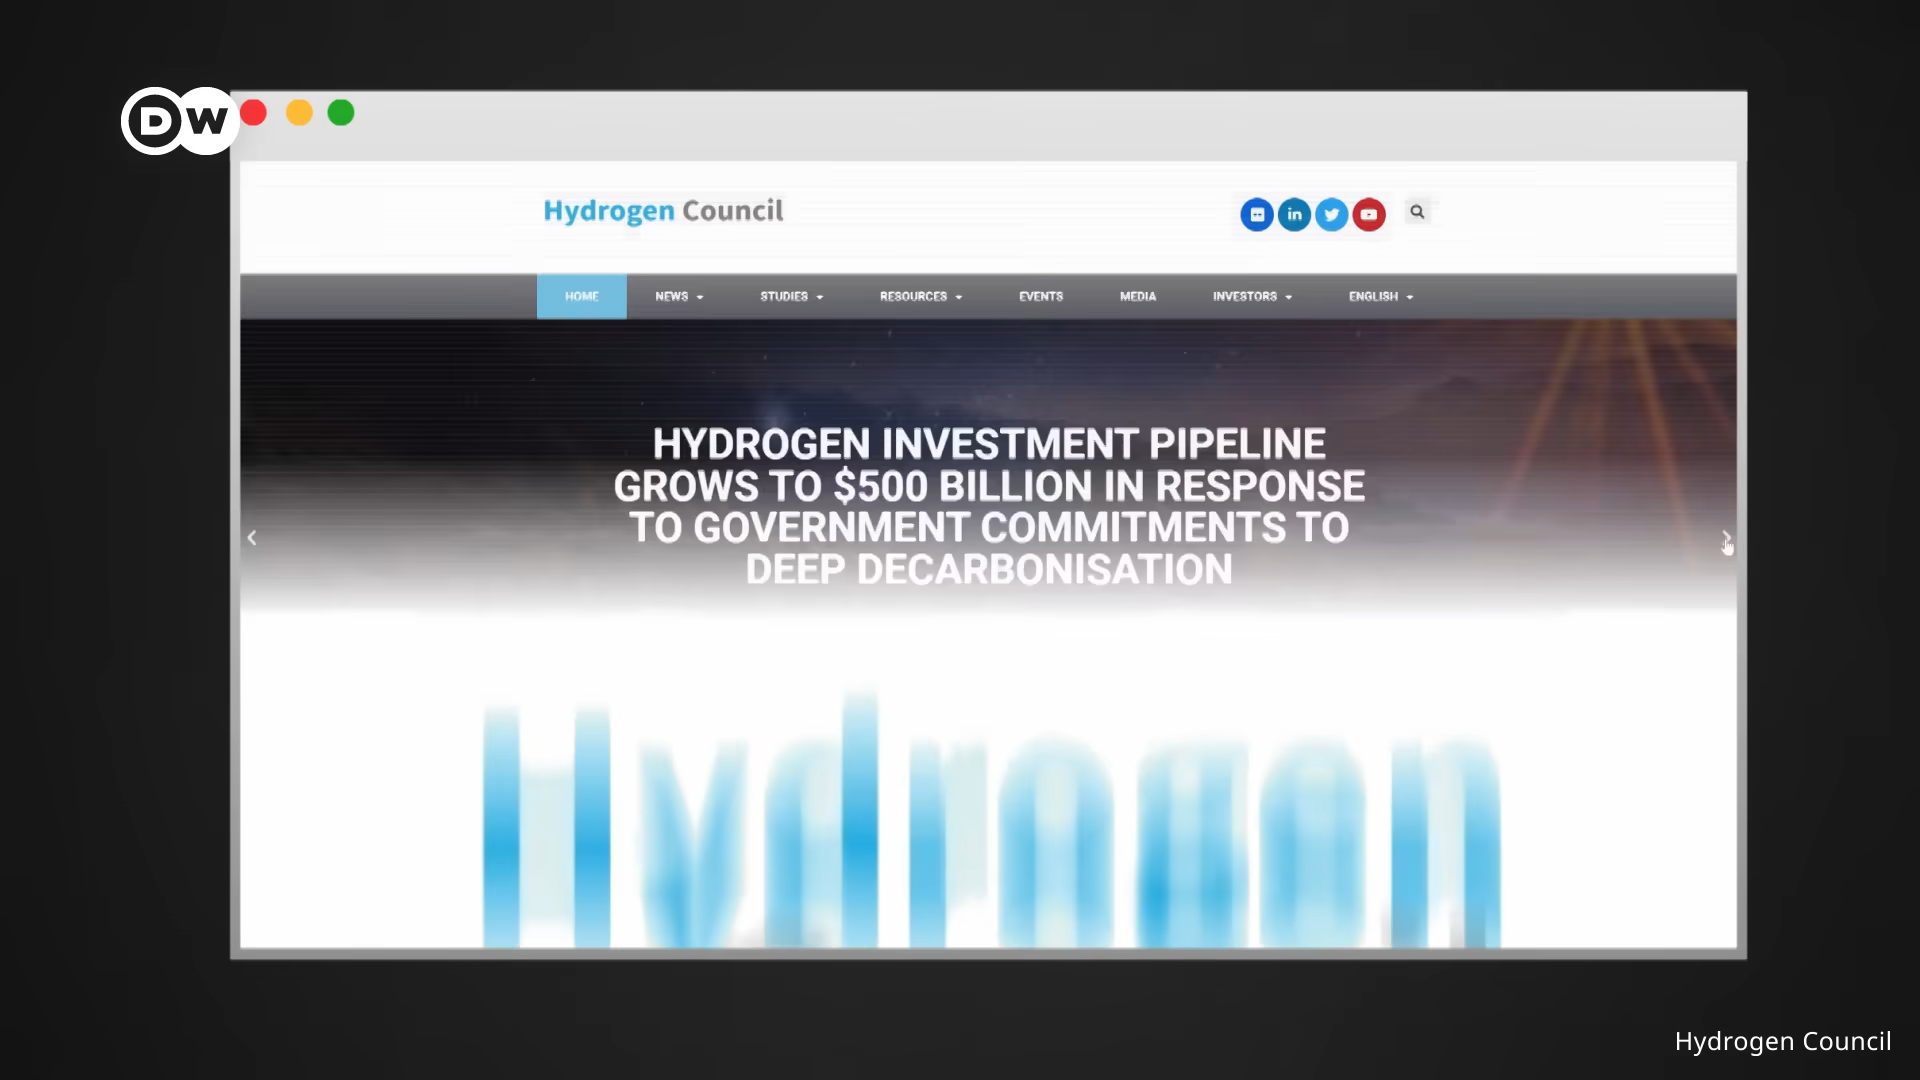 DW
Hydrogen Council
HOME NEWS STUDIES RESOURCES EVENTS MEDIA INVESTORS ENGLISH
HYDROGEN INVESTMENT PIPELINE
GROWS TO $500 BILLION IN RESPONSE
TO GOVERNMENT COMMITMENTS TO
DEEP DECARBONISATION
Hydrogen
Hydrogen Council